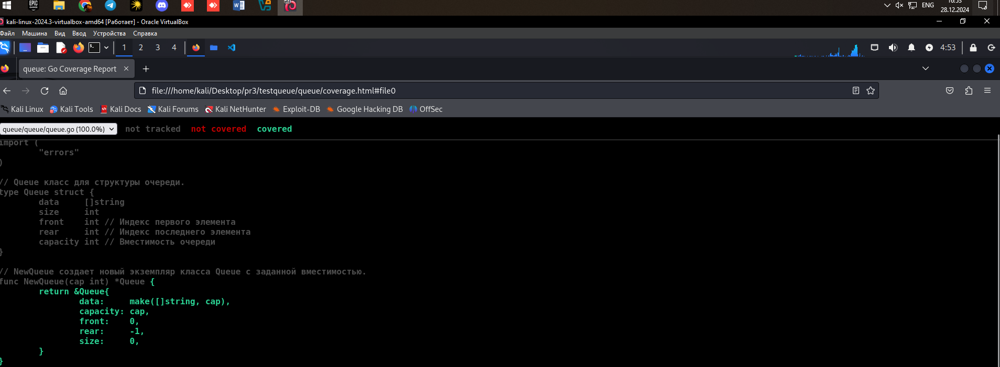 EPIC
GAMES
ENG
16:53
28.12.2024
kali-linux-2024.3-virtualbox-amd64 [Работает] - Oracle VirtualBox
Файл Машина Вид Ввод Устройства Справка
1 2 3 4
4:53
queue: Go Coverage Report
file:///home/kali/Desktop/pr3/testqueue/queue/coverage.html#file0
Kali Linux Kali Tools Kali Docs Kali Forums Kali NetHunter Exploit-DB Google Hacking DB OffSec
queue/queue/queue.go (100.0%) not tracked not covered covered
import (
"errors"
)
// Queue класс для структуры очереди.
type Queue struct {
data []string
size int
front int // Индекс первого элемента
rear int // Индекс последнего элемента
capacity int // Вместимость очереди
}
// NewQueue создает новый экземпляр класса Queue с заданной вместимостью.
func NewQueue(cap int) *Queue {
return &Queue{
data: make([]string, cap),
capacity: cap,
front: 0,
rear: -1,
size: 0,
}
}